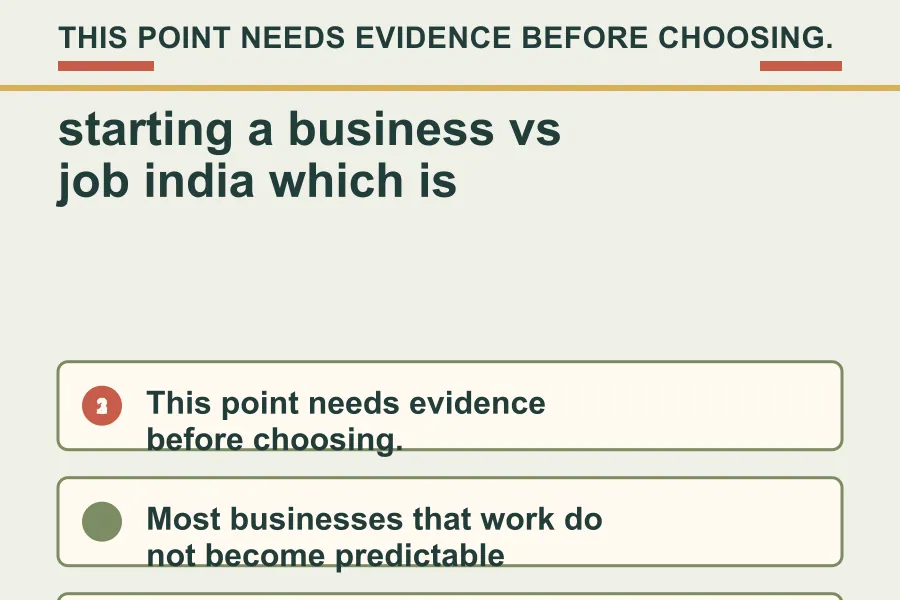 THIS POINT NEEDS EVIDENCE BEFORE CHOOSING.
starting a business vs
job india which is
This point needs evidence
before choosing.
Most businesses that work do
not become predictable